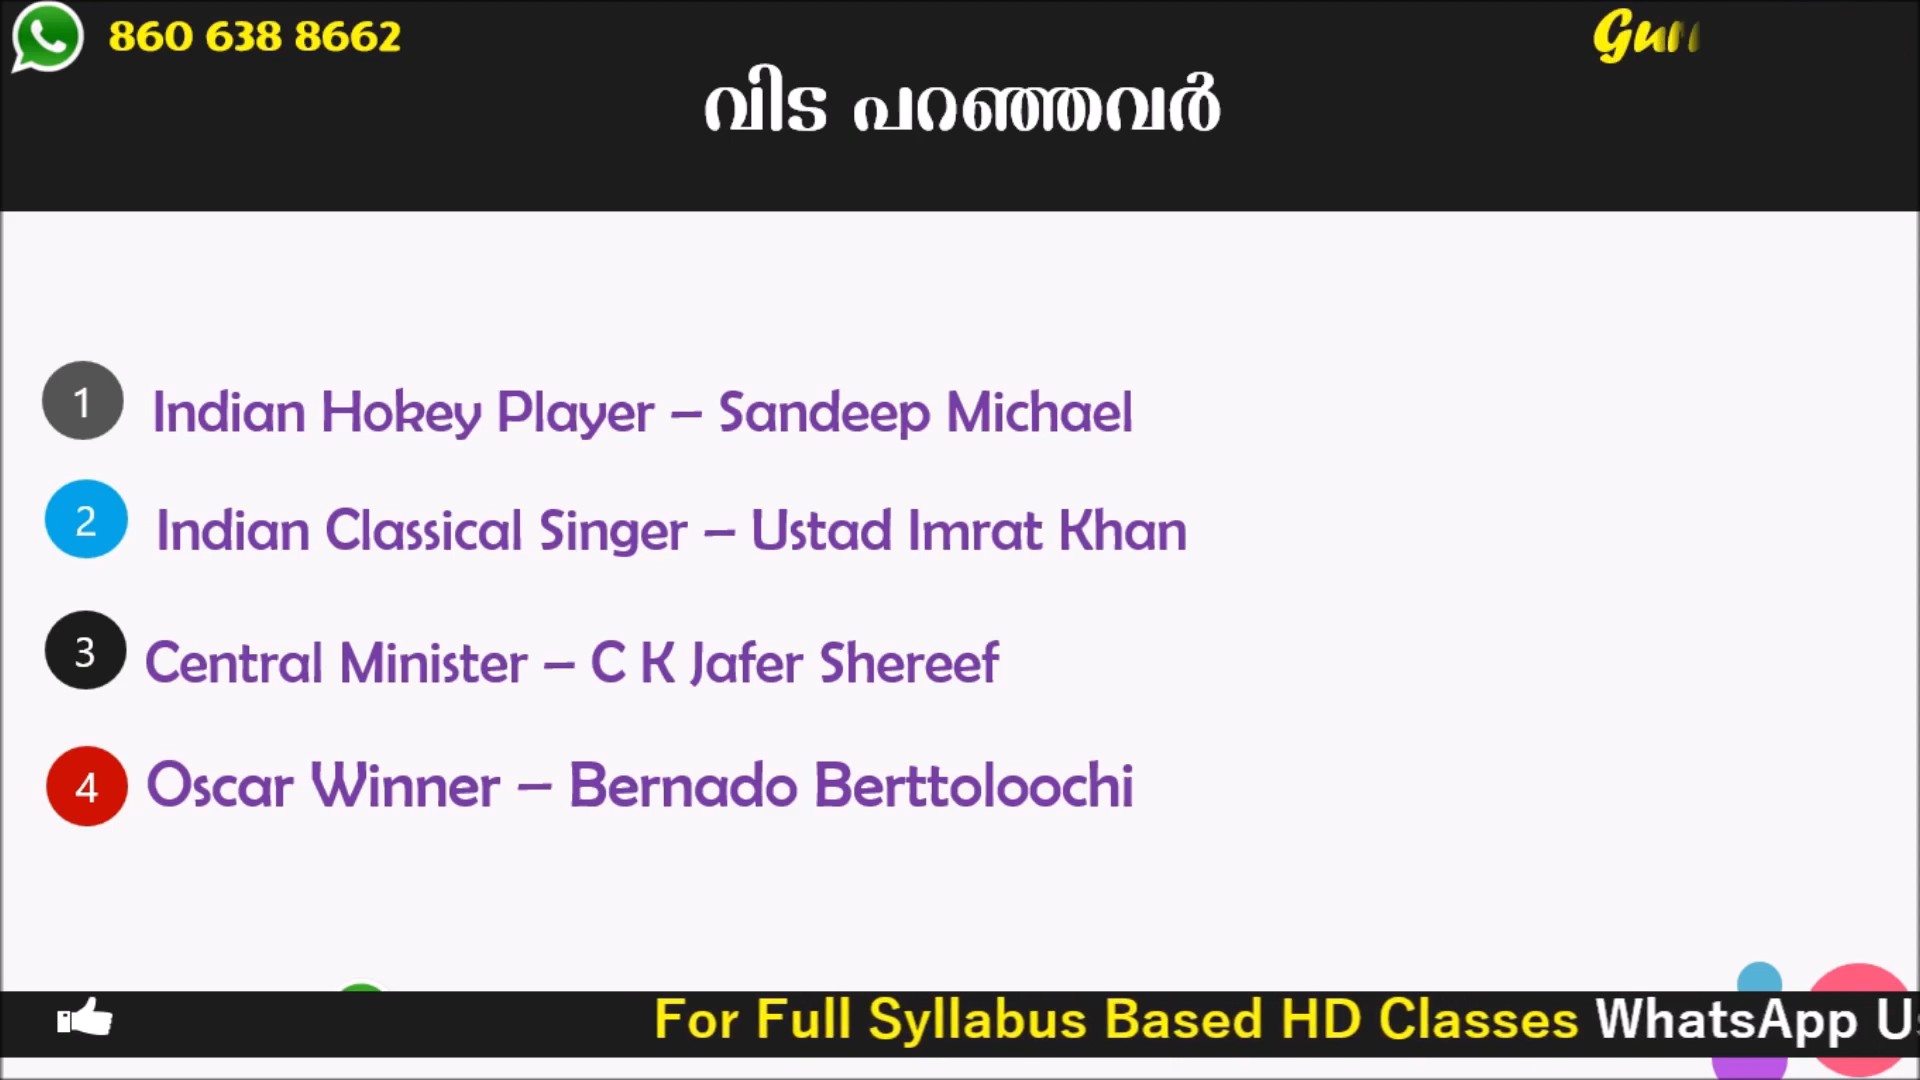 860 638 8662
വിട പറഞ്ഞവർ
1 Indian Hokey Player – Sandeep Michael
2 Indian Classical Singer – Ustad Imrat Khan
3 Central Minister – C K Jafer Shereef
4 Oscar Winner – Bernado Berttoloochi
For Full Syllabus Based HD Classes WhatsApp